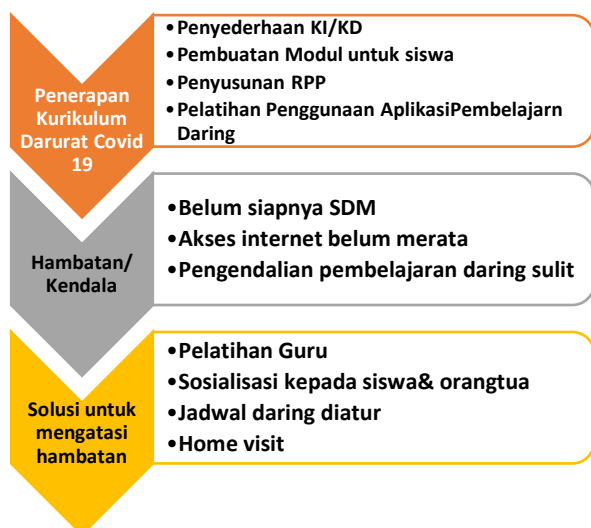 Penerapan
Kurikulum
Darurat Covid
19
•Penyederhaan KI/KD
•Pembuatan Modul untuk siswa
•Penyusunan RPP
•Pelatihan Penggunaan AplikasiPembelajarn
Daring
Hambatan/
Kendala
•Belum siapnya SDM
•Akses internet belum merata
•Pengendalian pembelajaran daring sulit
Solusi untuk
mengatasi
hambatan
•Pelatihan Guru
•Sosialisasi kepada siswa& orangtua
•Jadwal daring diatur
•Home visit